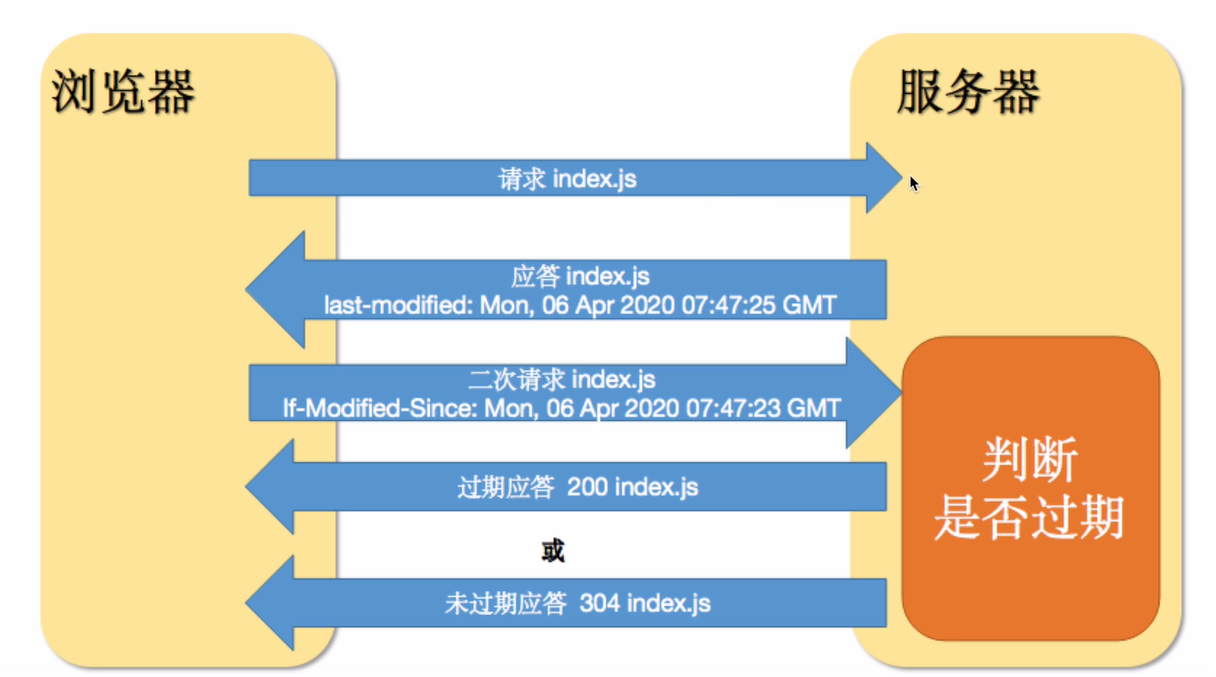 浏览器
服务器
请求 index.js
应答 index.js
last-modified: Mon, 06 Apr 2020 07:47:25 GMT
二次请求 index.js
If-Modified-Since: Mon, 06 Apr 2020 07:47:23 GMT
判断
是否过期
过期应答 200 index.js
或
未过期应答 304 index.js